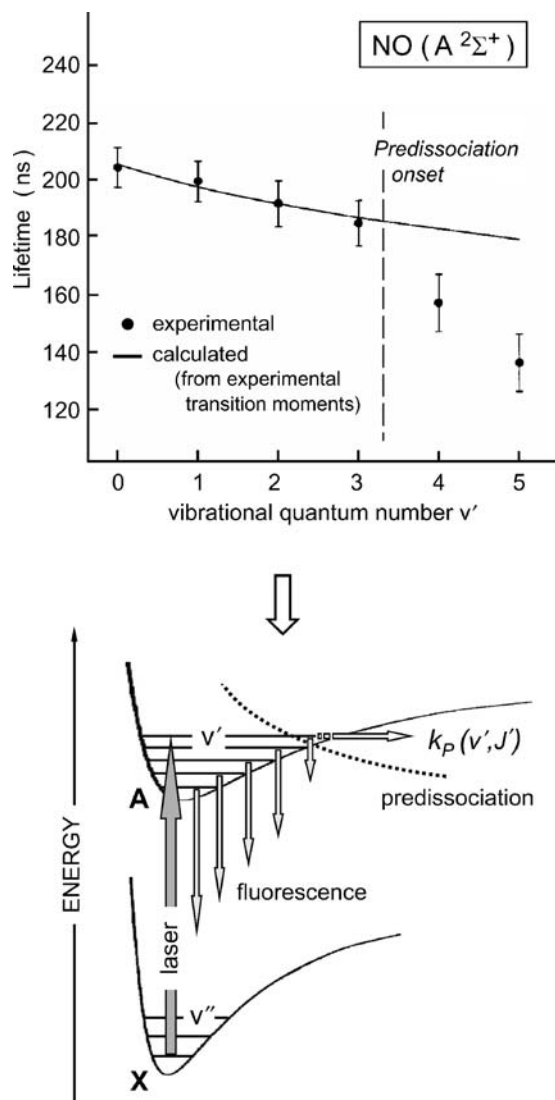 NO ( A ²Σ⁺ )
240
220
200
180
160
140
120
Lifetime ( ns )
Predissociation
onset
experimental
calculated
(from experimental
transition moments)
0 1 2 3 4 5
vibrational quantum number v′
ENERGY
v′
k_P (v′,J′)
A
predissociation
fluorescence
laser
v″
X